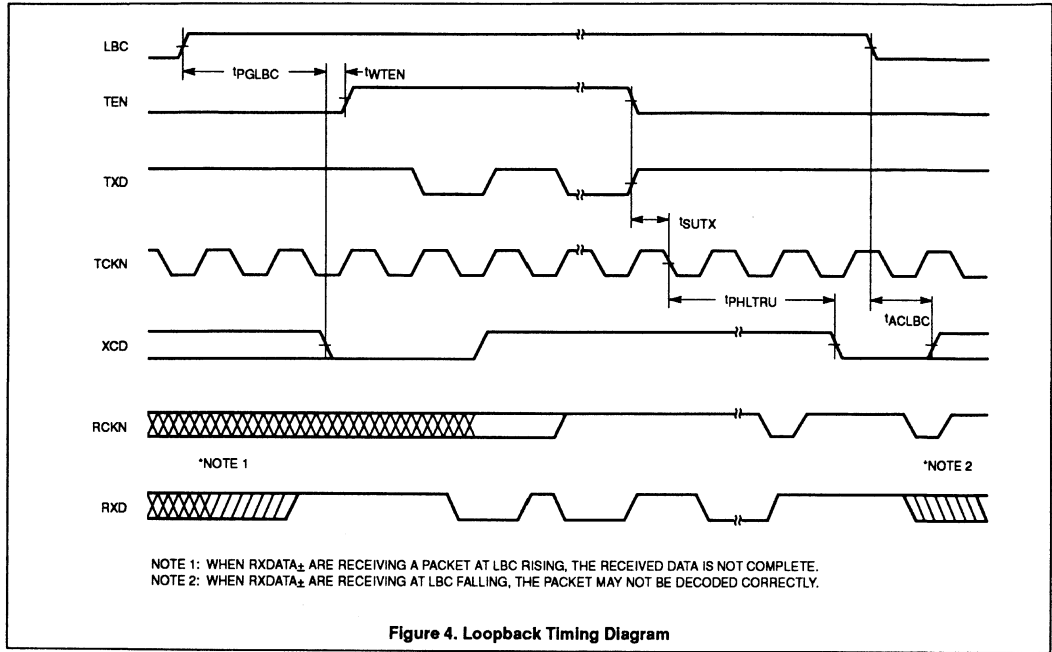 LBC
tPGLBC
tWTEN
TEN
TXD
tSUTX
TCKN
tPHLTRU
tACLBC
XCD
RCKN
*NOTE 1
*NOTE 2
RXD
NOTE 1: WHEN RXDATA± ARE RECEIVING A PACKET AT LBC RISING, THE RECEIVED DATA IS NOT COMPLETE.
NOTE 2: WHEN RXDATA± ARE RECEIVING AT LBC FALLING, THE PACKET MAY NOT BE DECODED CORRECTLY.
Figure 4. Loopback Timing Diagram